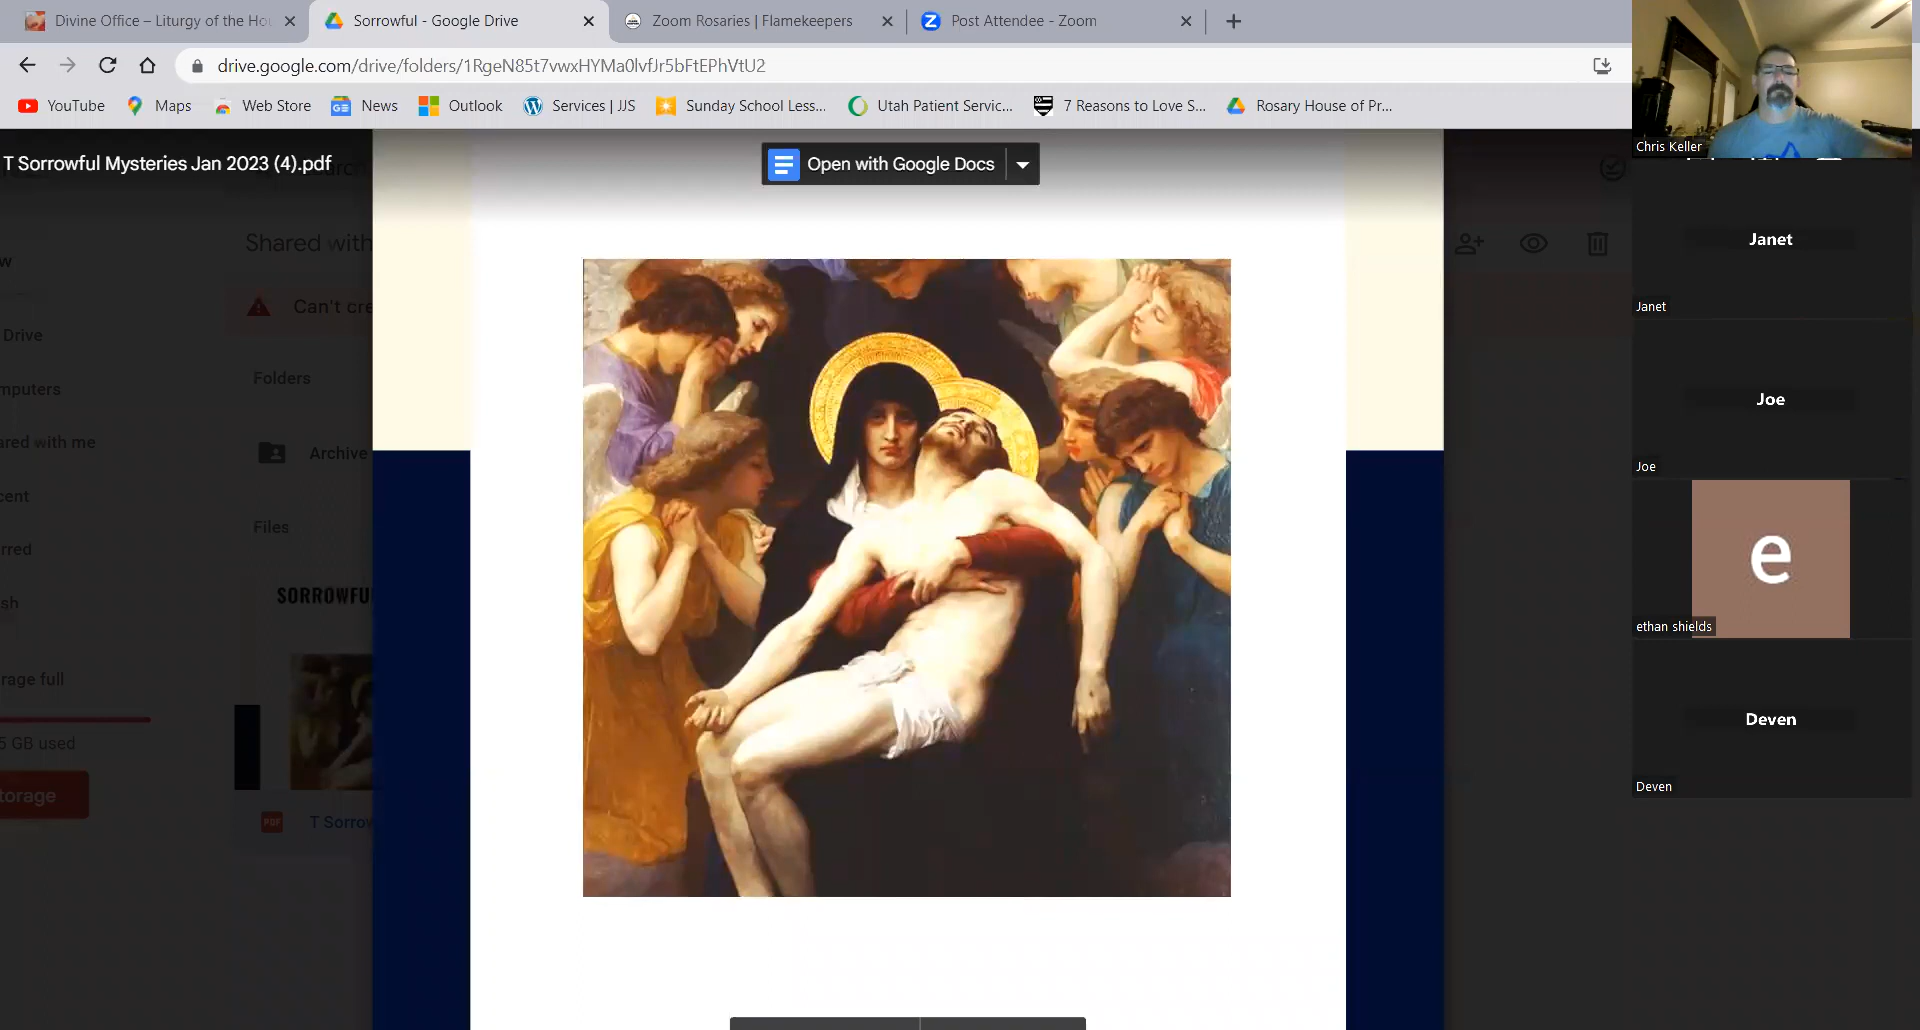 Divine Office – Liturgy of the Ho
Sorrowful - Google Drive
Zoom Rosaries | Flamekeepers
Post Attendee - Zoom
drive.google.com/drive/folders/1RgeN85t7vwxHYMa0lvfJr5bFtEPhVtU2
YouTube
Maps
Web Store
News
Outlook
Services | JJS
Sunday School Less...
Utah Patient Servic...
7 Reasons to Love S...
Rosary House of Pr...
T Sorrowful Mysteries Jan 2023 (4).pdf
Open with Google Docs
Shared with
w
Can't cre
Drive
Folders
mputers
ared with me
Archive
cent
Files
rred
SORROWFU
sh
rage full
5 GB used
torage
PDF
T Sorrow
Chris Keller
Janet
Janet
Joe
Joe
e
ethan shields
Deven
Deven